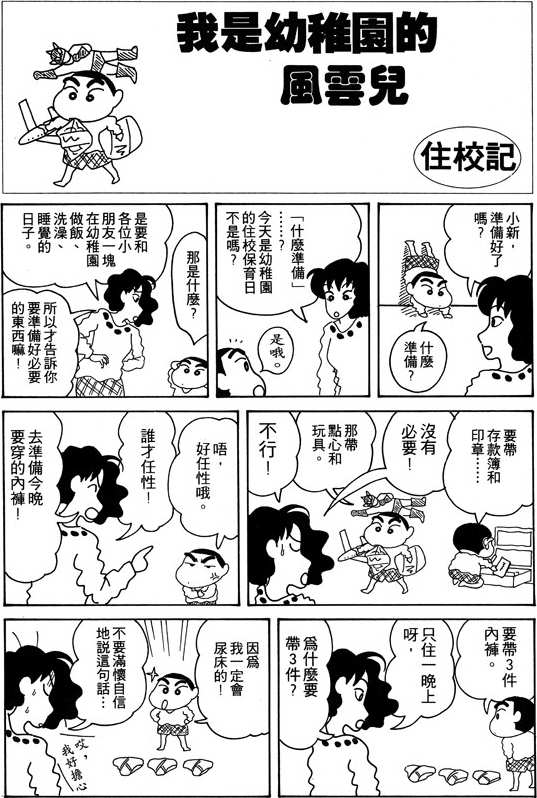 我是幼稚園的
風雲兒
住校記
小新，
準備好了
嗎？
什麼
準備？
「什麼準備」
……？
今天是幼稚園
的住校保育日
不是嗎？
是哦。
那是什麼？
是要和
各位小
朋友一塊
在幼稚園
做飯、
洗澡、
睡覺的
日子。
所以才告訴你
要準備好必要
的東西嘛！
要帶
存款簿和
印章……
沒有
必要！
那帶
點心和
玩具。
不行！
唔，
好任性哦。
誰才任性！
去準備今晚
要穿的內褲！
要帶3件
內褲。
只住一晚上
呀，
爲什麼要
帶3件？
因爲
我一定會
尿床的！
不要滿懷自信
地說這句話…
哎，
我好擔心